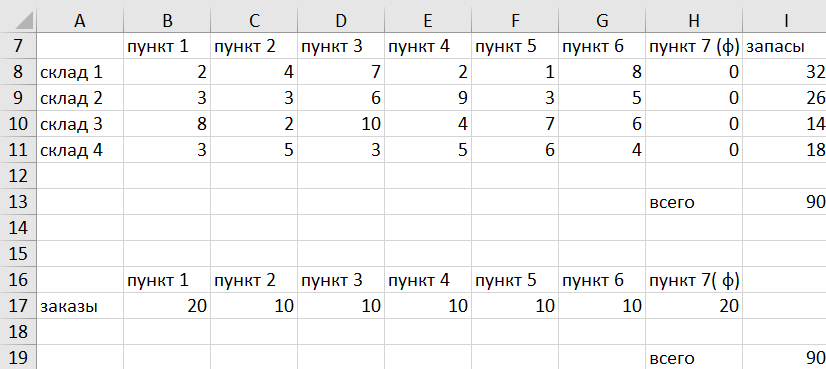 A B C D E F G H I
7 пункт 1 пункт 2 пункт 3 пункт 4 пункт 5 пункт 6 пункт 7 (ф) запасы
8 склад 1 2 4 7 2 1 8 0 32
9 склад 2 3 3 6 9 3 5 0 26
10 склад 3 8 2 10 4 7 6 0 14
11 склад 4 3 5 3 5 6 4 0 18
12
13 всего 90
14
15
16 пункт 1 пункт 2 пункт 3 пункт 4 пункт 5 пункт 6 пункт 7( ф)
17 заказы 20 10 10 10 10 10 20
18
19 всего 90